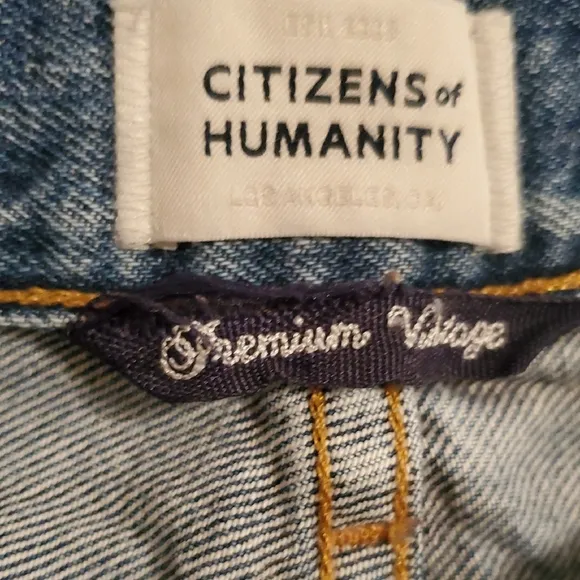 CITIZENS of
HUMANITY
Premium Vintage